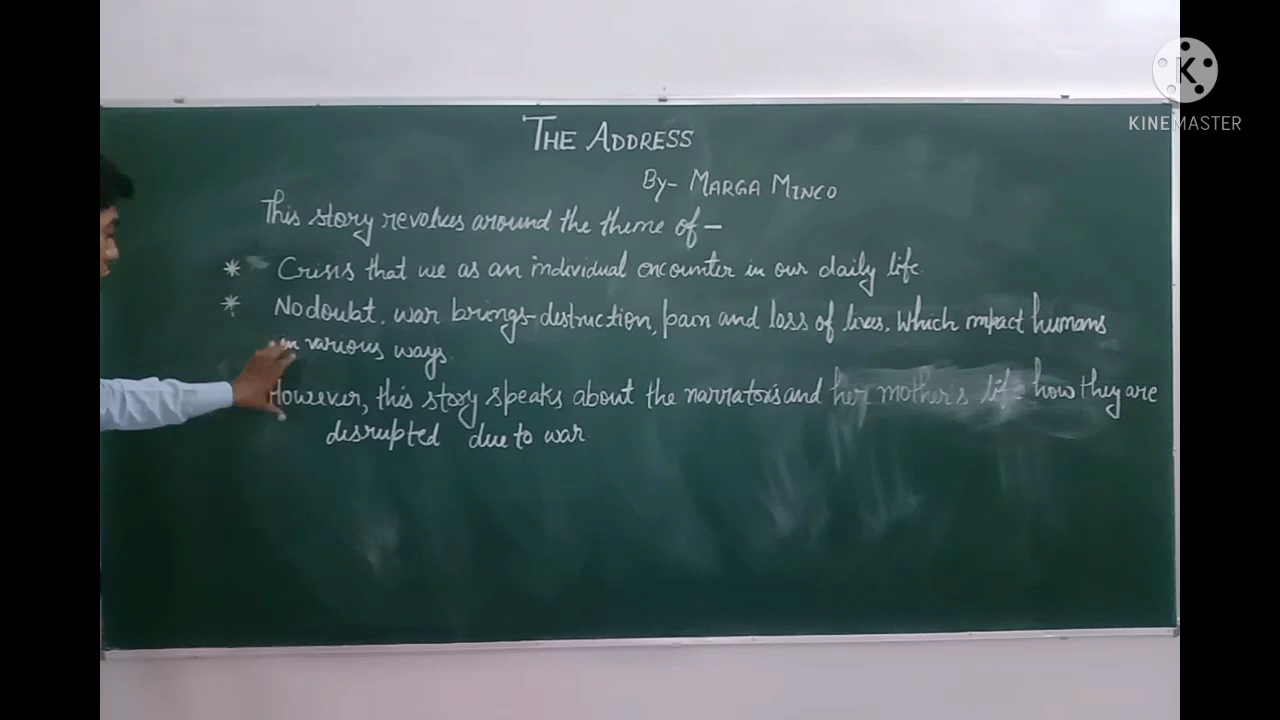 THE ADDRESS
By- MARGA MINCO
This story revolves around the theme of -
* Crisis that we as an individual encounter in our daily life.
* No doubt, war brings destruction, pain and loss of lives. Which impact humans
in various ways.
However, this story speaks about the narrator's and her mother's life how they are
disrupted due to war.
K
KINEMASTER